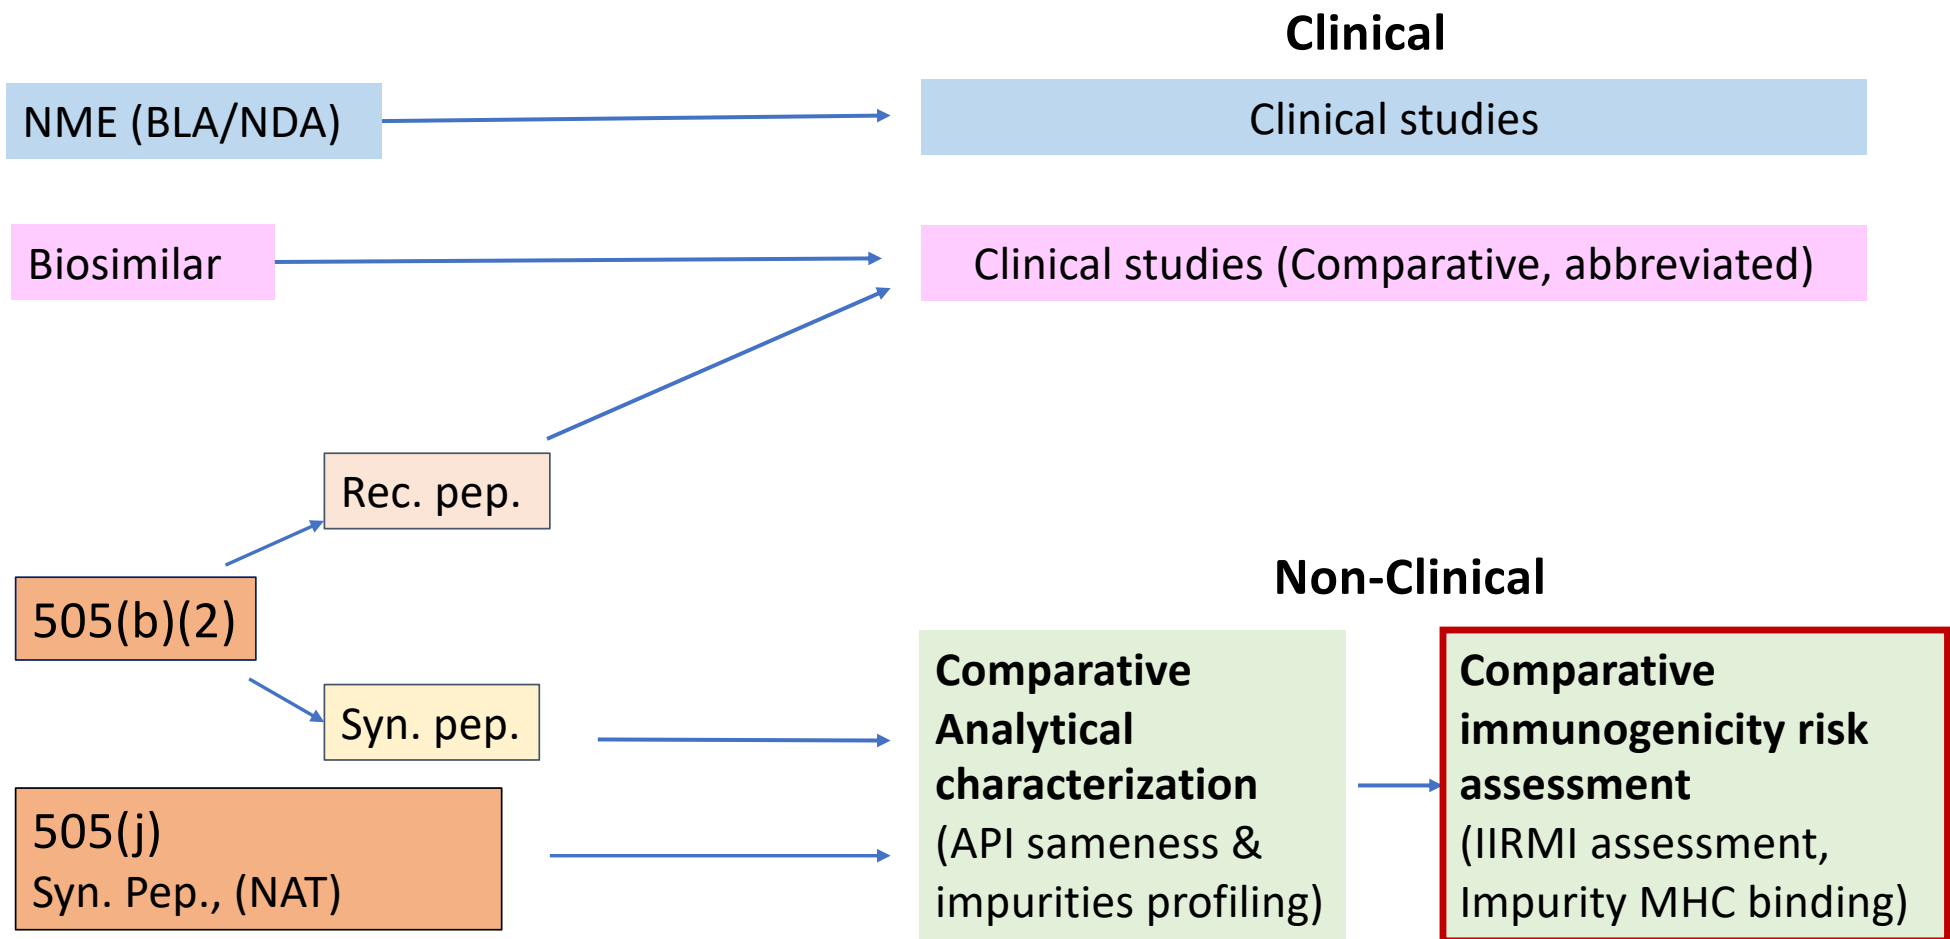 Clinical
NME (BLA/NDA)
Clinical studies
Biosimilar
Clinical studies (Comparative, abbreviated)
Rec. pep.
505(b)(2)
Syn. pep.
505(j)
Syn. Pep., (NAT)
Non-Clinical
Comparative
Analytical
characterization
(API sameness &
impurities profiling)
Comparative
immunogenicity risk
assessment
(IIRMI assessment,
Impurity MHC binding)